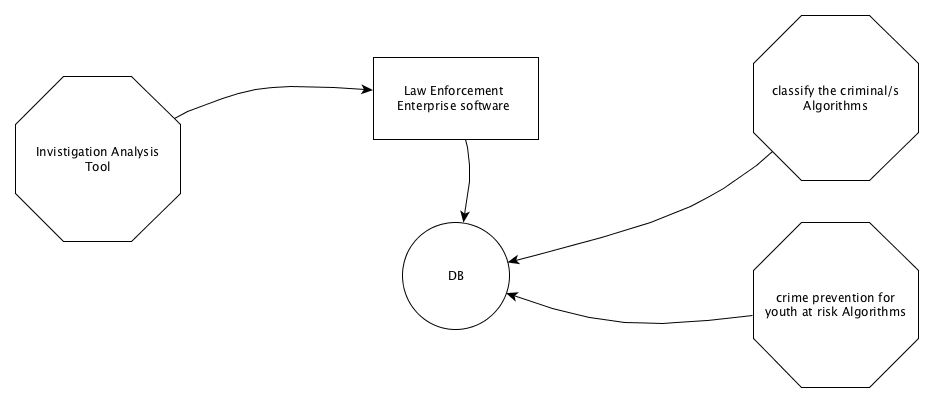 Invistigation Analysis
Tool
Law Enforcement
Enterprise software
classify the criminal/s
Algorithms
DB
crime prevention for
youth at risk Algorithms